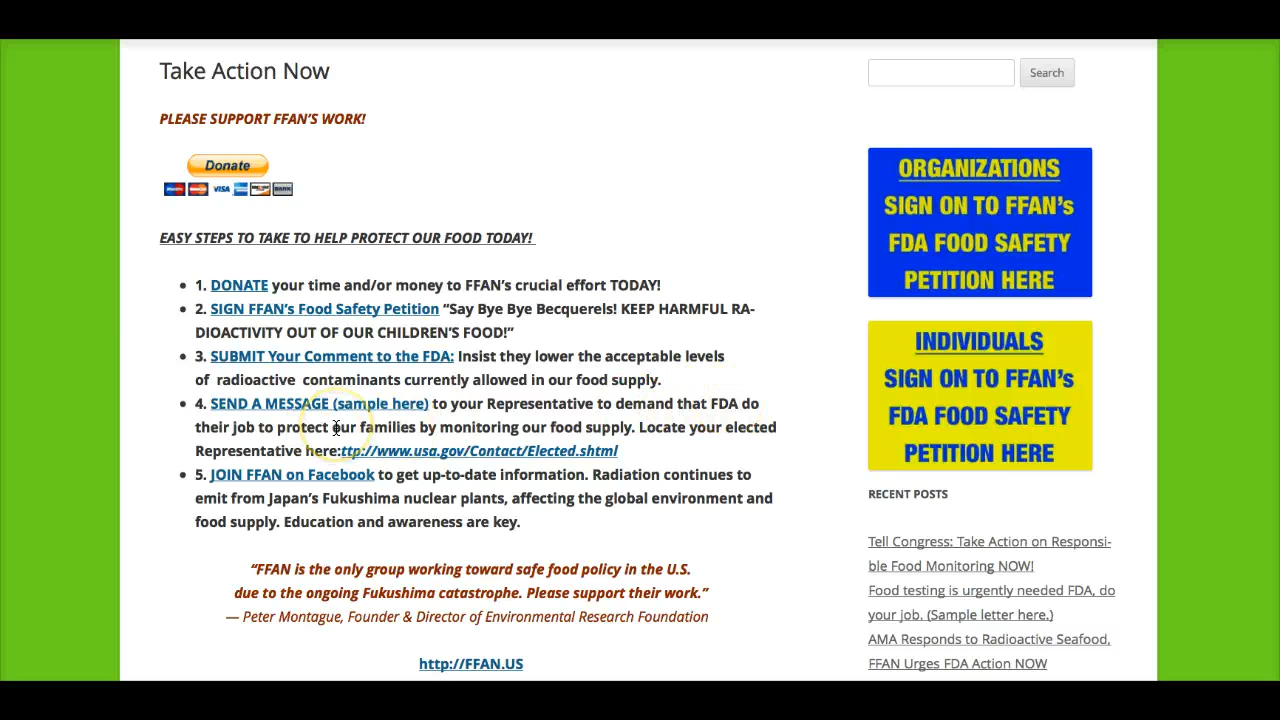 Take Action Now
PLEASE SUPPORT FFAN'S WORK!
Donate
VISA
BANK
EASY STEPS TO TAKE TO HELP PROTECT OUR FOOD TODAY!
1. DONATE your time and/or money to FFAN's crucial effort TODAY!
2. SIGN FFAN's Food Safety Petition “Say Bye Bye Becquerels! KEEP HARMFUL RA-
DIOACTIVITY OUT OF OUR CHILDREN'S FOOD!”
3. SUBMIT Your Comment to the FDA: Insist they lower the acceptable levels
of radioactive contaminants currently allowed in our food supply.
4. SEND A MESSAGE (sample here) to your Representative to demand that FDA do
their job to protect our families by monitoring our food supply. Locate your elected
Representative here:ttp://www.usa.gov/Contact/Elected.shtml
5. JOIN FFAN on Facebook to get up-to-date information. Radiation continues to
emit from Japan's Fukushima nuclear plants, affecting the global environment and
food supply. Education and awareness are key.
“FFAN is the only group working toward safe food policy in the U.S.
due to the ongoing Fukushima catastrophe. Please support their work.”
— Peter Montague, Founder & Director of Environmental Research Foundation
http://FFAN.US
Search
ORGANIZATIONS
SIGN ON TO FFAN's
FDA FOOD SAFETY
PETITION HERE
INDIVIDUALS
SIGN ON TO FFAN's
FDA FOOD SAFETY
PETITION HERE
RECENT POSTS
Tell Congress: Take Action on Responsi-
ble Food Monitoring NOW!
Food testing is urgently needed FDA, do
your job. (Sample letter here.)
AMA Responds to Radioactive Seafood,
FFAN Urges FDA Action NOW